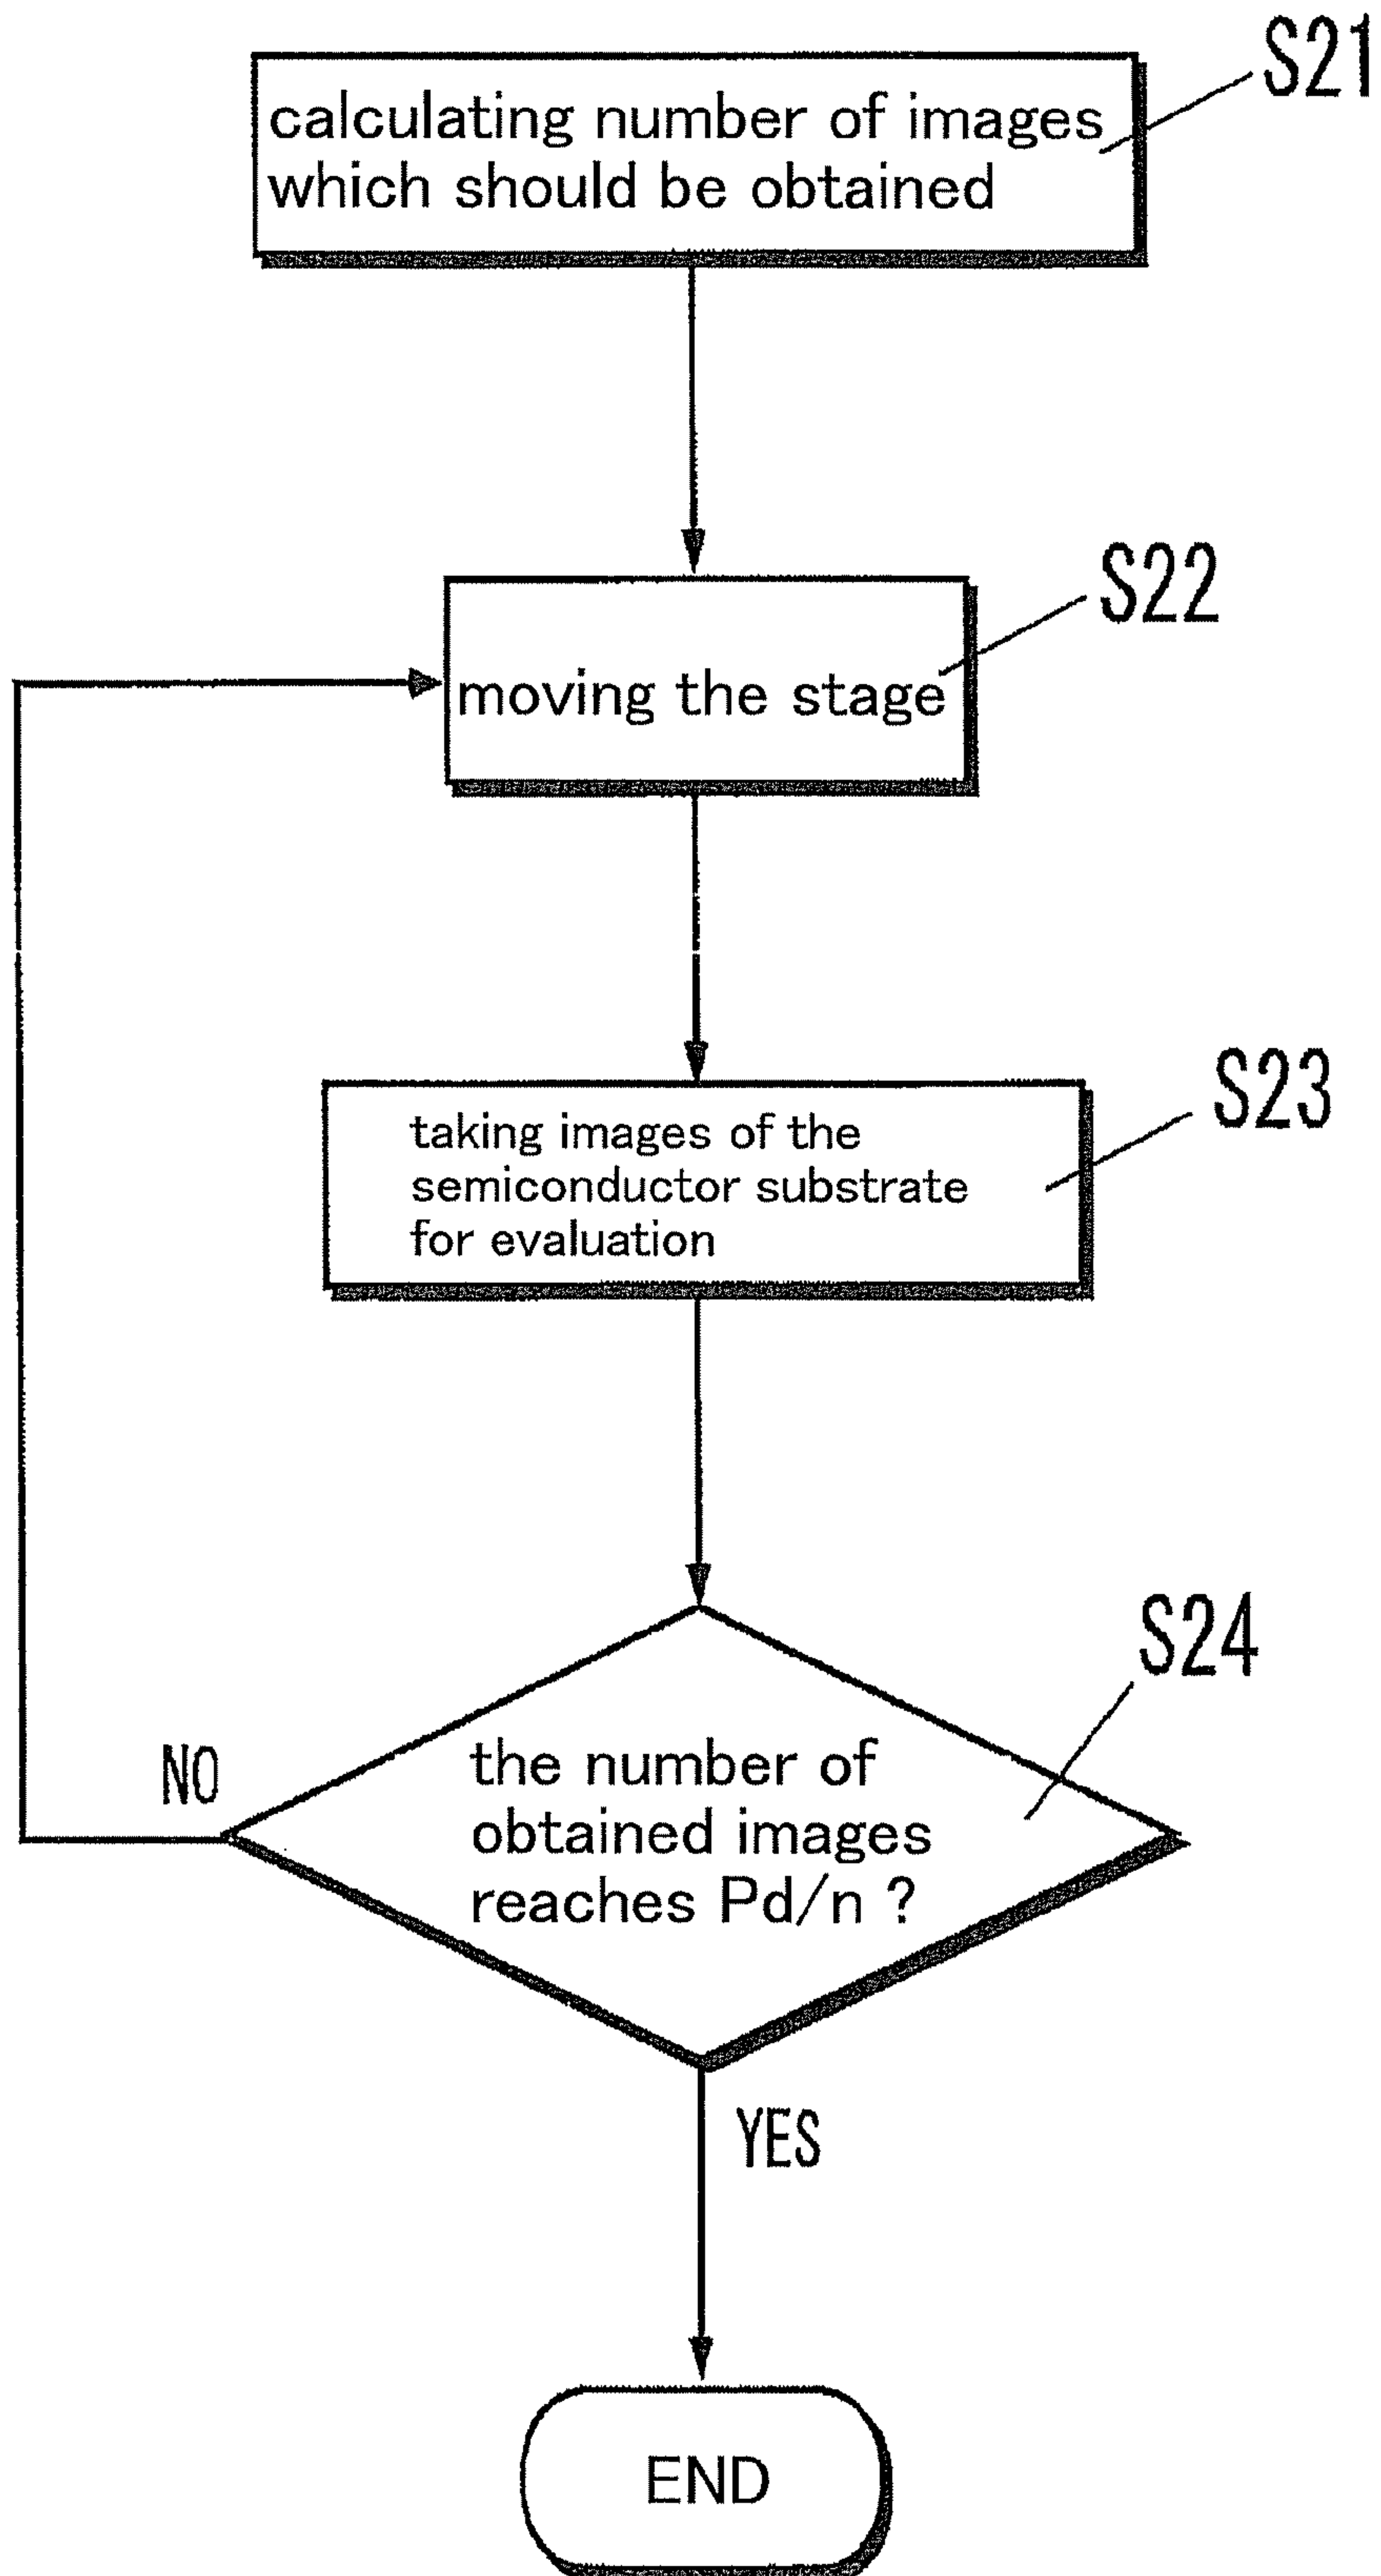 S21
calculating number of images
which should be obtained
S22
moving the stage
S23
taking images of the
semiconductor substrate
for evaluation
S24
NO
the number of
obtained images
reaches Pd/n ?
YES
END